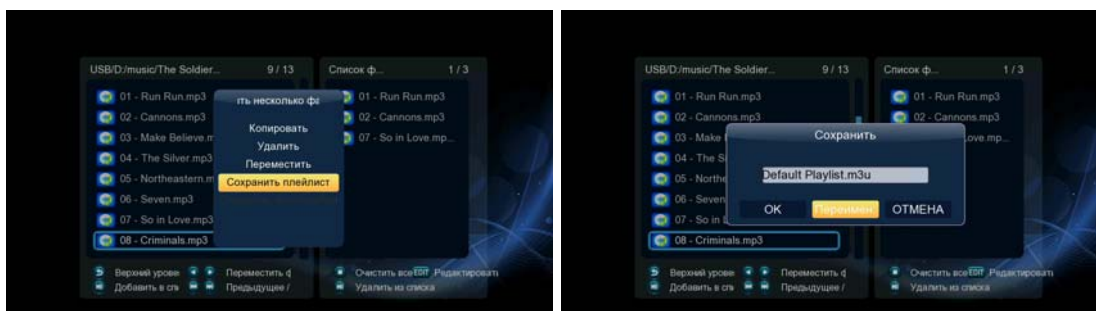 USB/D:/music/The Soldier... 9 / 13
Список ф... 1 / 3
01 - Run Run.mp3
02 - Cannons.mp3
03 - Make Believe.m
04 - The Silver.mp3
05 - Northeastern.m
06 - Seven.mp3
07 - So in Love.mp3
08 - Criminals.mp3
ить несколько фа
Копировать
Удалить
Переместить
Сохранить плейлист
01 - Run Run.mp3
02 - Cannons.mp3
07 - So in Love.mp...
Верхний уровен Переместить ф
Добавить в спи Предыдущее /
Очистить все EDIT Редактировать
Удалить из списка
USB/D:/music/The Soldier... 9 / 13
Список ф... 1 / 3
01 - Run Run.mp3
02 - Cannons.mp3
03 - Make
04 - The S
05 - Northe
06 - Seven
07 - So in L
08 - Criminals.mp3
01 - Run Run.mp3
02 - Cannons.mp3
ove.mp...
Сохранить
Default Playlist.m3u
OK Переимен ОТМЕНА
Верхний уровен Переместить ф
Добавить в спи Предыдущее /
Очистить все EDIT Редактировать
Удалить из списка